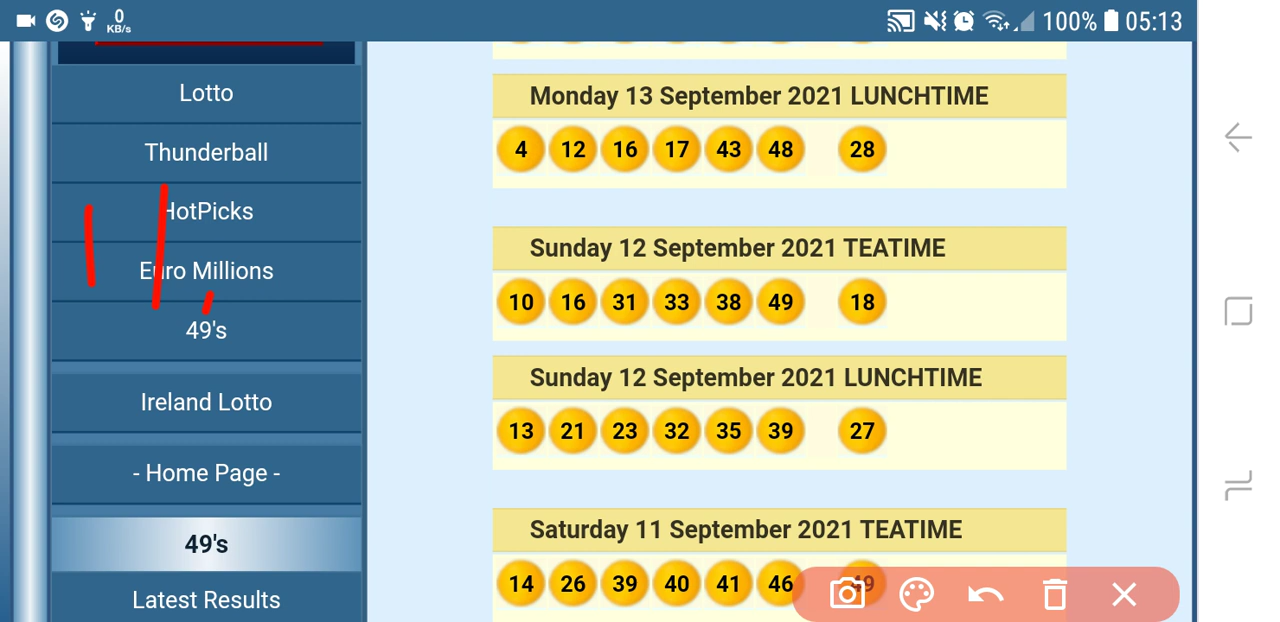 0
KB/s
100% 05:13
Lotto
Thunderball
HotPicks
Euro Millions
49's
Ireland Lotto
- Home Page -
49's
Latest Results
Monday 13 September 2021 LUNCHTIME
4 12 16 17 43 48 28
Sunday 12 September 2021 TEATIME
10 16 31 33 38 49 18
Sunday 12 September 2021 LUNCHTIME
13 21 23 32 35 39 27
Saturday 11 September 2021 TEATIME
14 26 39 40 41 46 49